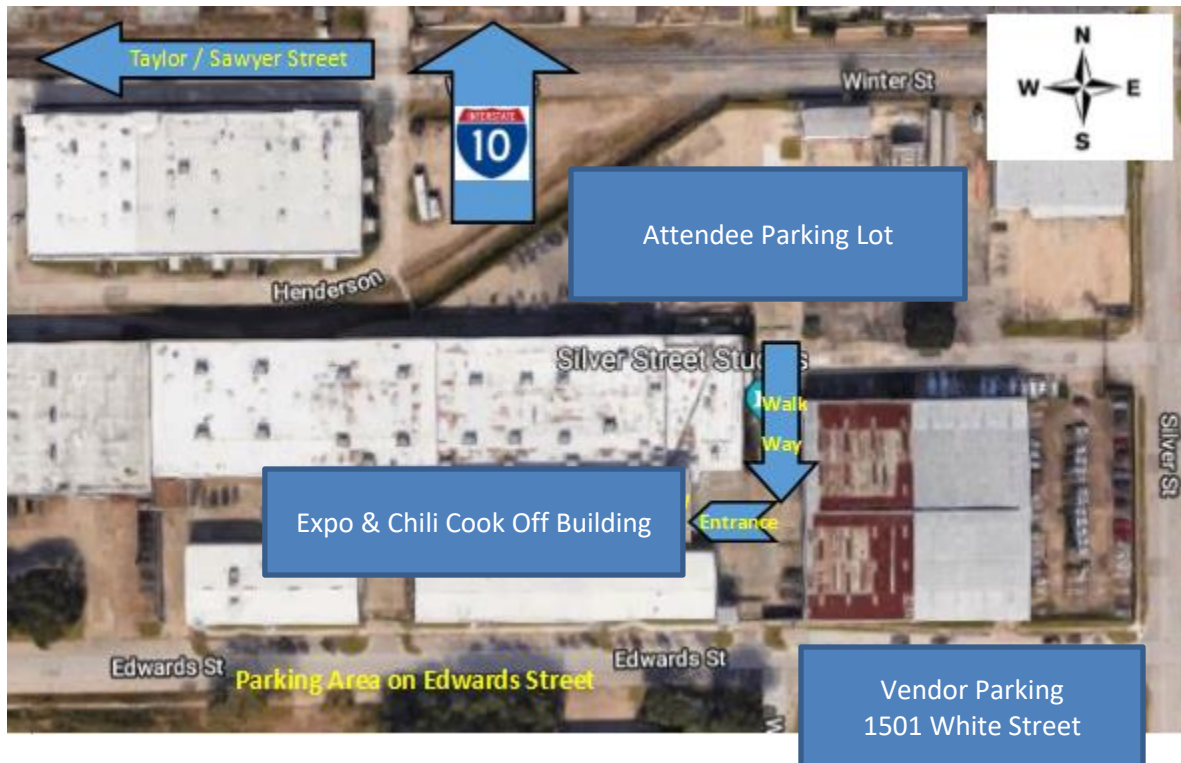 N
W E
S
Taylor / Sawyer Street
Winter St
INTERSTATE
10
Attendee Parking Lot
Henderson
Silver Street Stu s
Walk
Way
Silver St
Expo & Chili Cook Off Building
Entrance
Edwards St
Edwards St
Parking Area on Edwards Street
Vendor Parking
1501 White Street